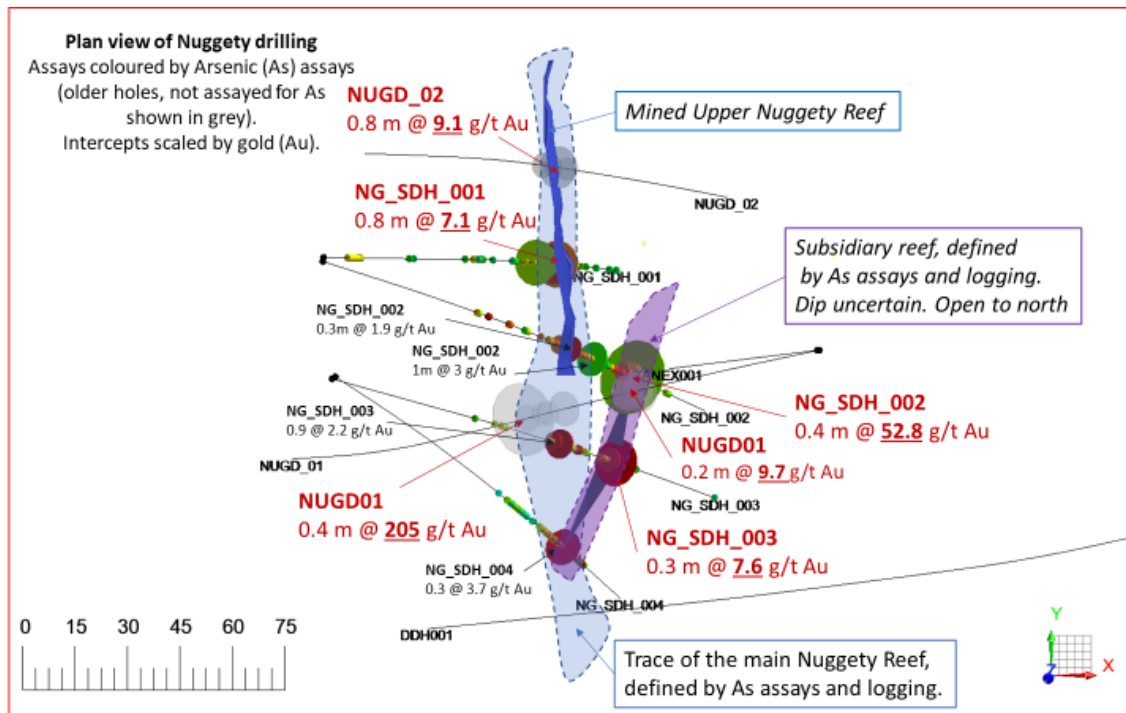 Plan view of Nuggety drilling
Assays coloured by Arsenic (As) assays
(older holes, not assayed for As
shown in grey).
Intercepts scaled by gold (Au).
NUGD_02
0.8 m @ 9.1 g/t Au
Mined Upper Nuggety Reef
NG_SDH_001
0.8 m @ 7.1 g/t Au
NUGD_02
Subsidiary reef, defined
by As assays and logging.
Dip uncertain. Open to north
NG_SDH_001
NG_SDH_002
0.3m @ 1.9 g/t Au
NG_SDH_002
1m @ 3 g/t Au
ANEX001
NG_SDH_002
0.4 m @ 52.8 g/t Au
NG_SDH_002
NG_SDH_003
0.9 @ 2.2 g/t Au
NUGD01
0.2 m @ 9.7 g/t Au
NUGD_01
NUGD01
0.4 m @ 205 g/t Au
NG_SDH_003
NG_SDH_003
0.3 m @ 7.6 g/t Au
NG_SDH_004
0.3 @ 3.7 g/t Au
NG_SDH_004
DDH001
0 15 30 45 60 75
Trace of the main Nuggety Reef,
defined by As assays and logging.
Y
Z
X